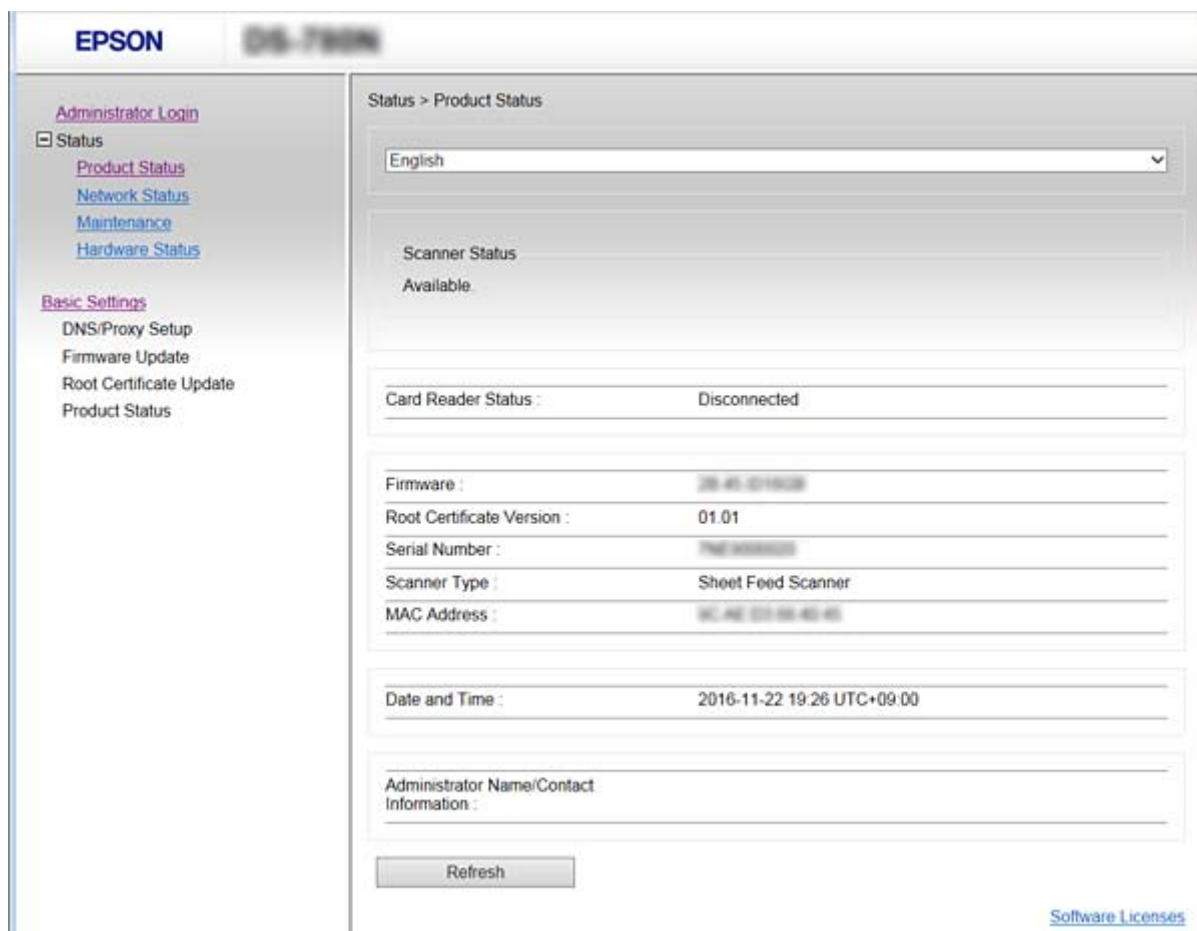 EPSON
Administrator Login
Status
Product Status
Network Status
Maintenance
Hardware Status
Basic Settings
DNS/Proxy Setup
Firmware Update
Root Certificate Update
Product Status
Status > Product Status
English
Scanner Status
Available.
Card Reader Status : Disconnected
Firmware :
Root Certificate Version : 01.01
Serial Number :
Scanner Type : Sheet Feed Scanner
MAC Address :
Date and Time : 2016-11-22 19:26 UTC+09:00
Administrator Name/Contact
Information :
Refresh
Software Licenses